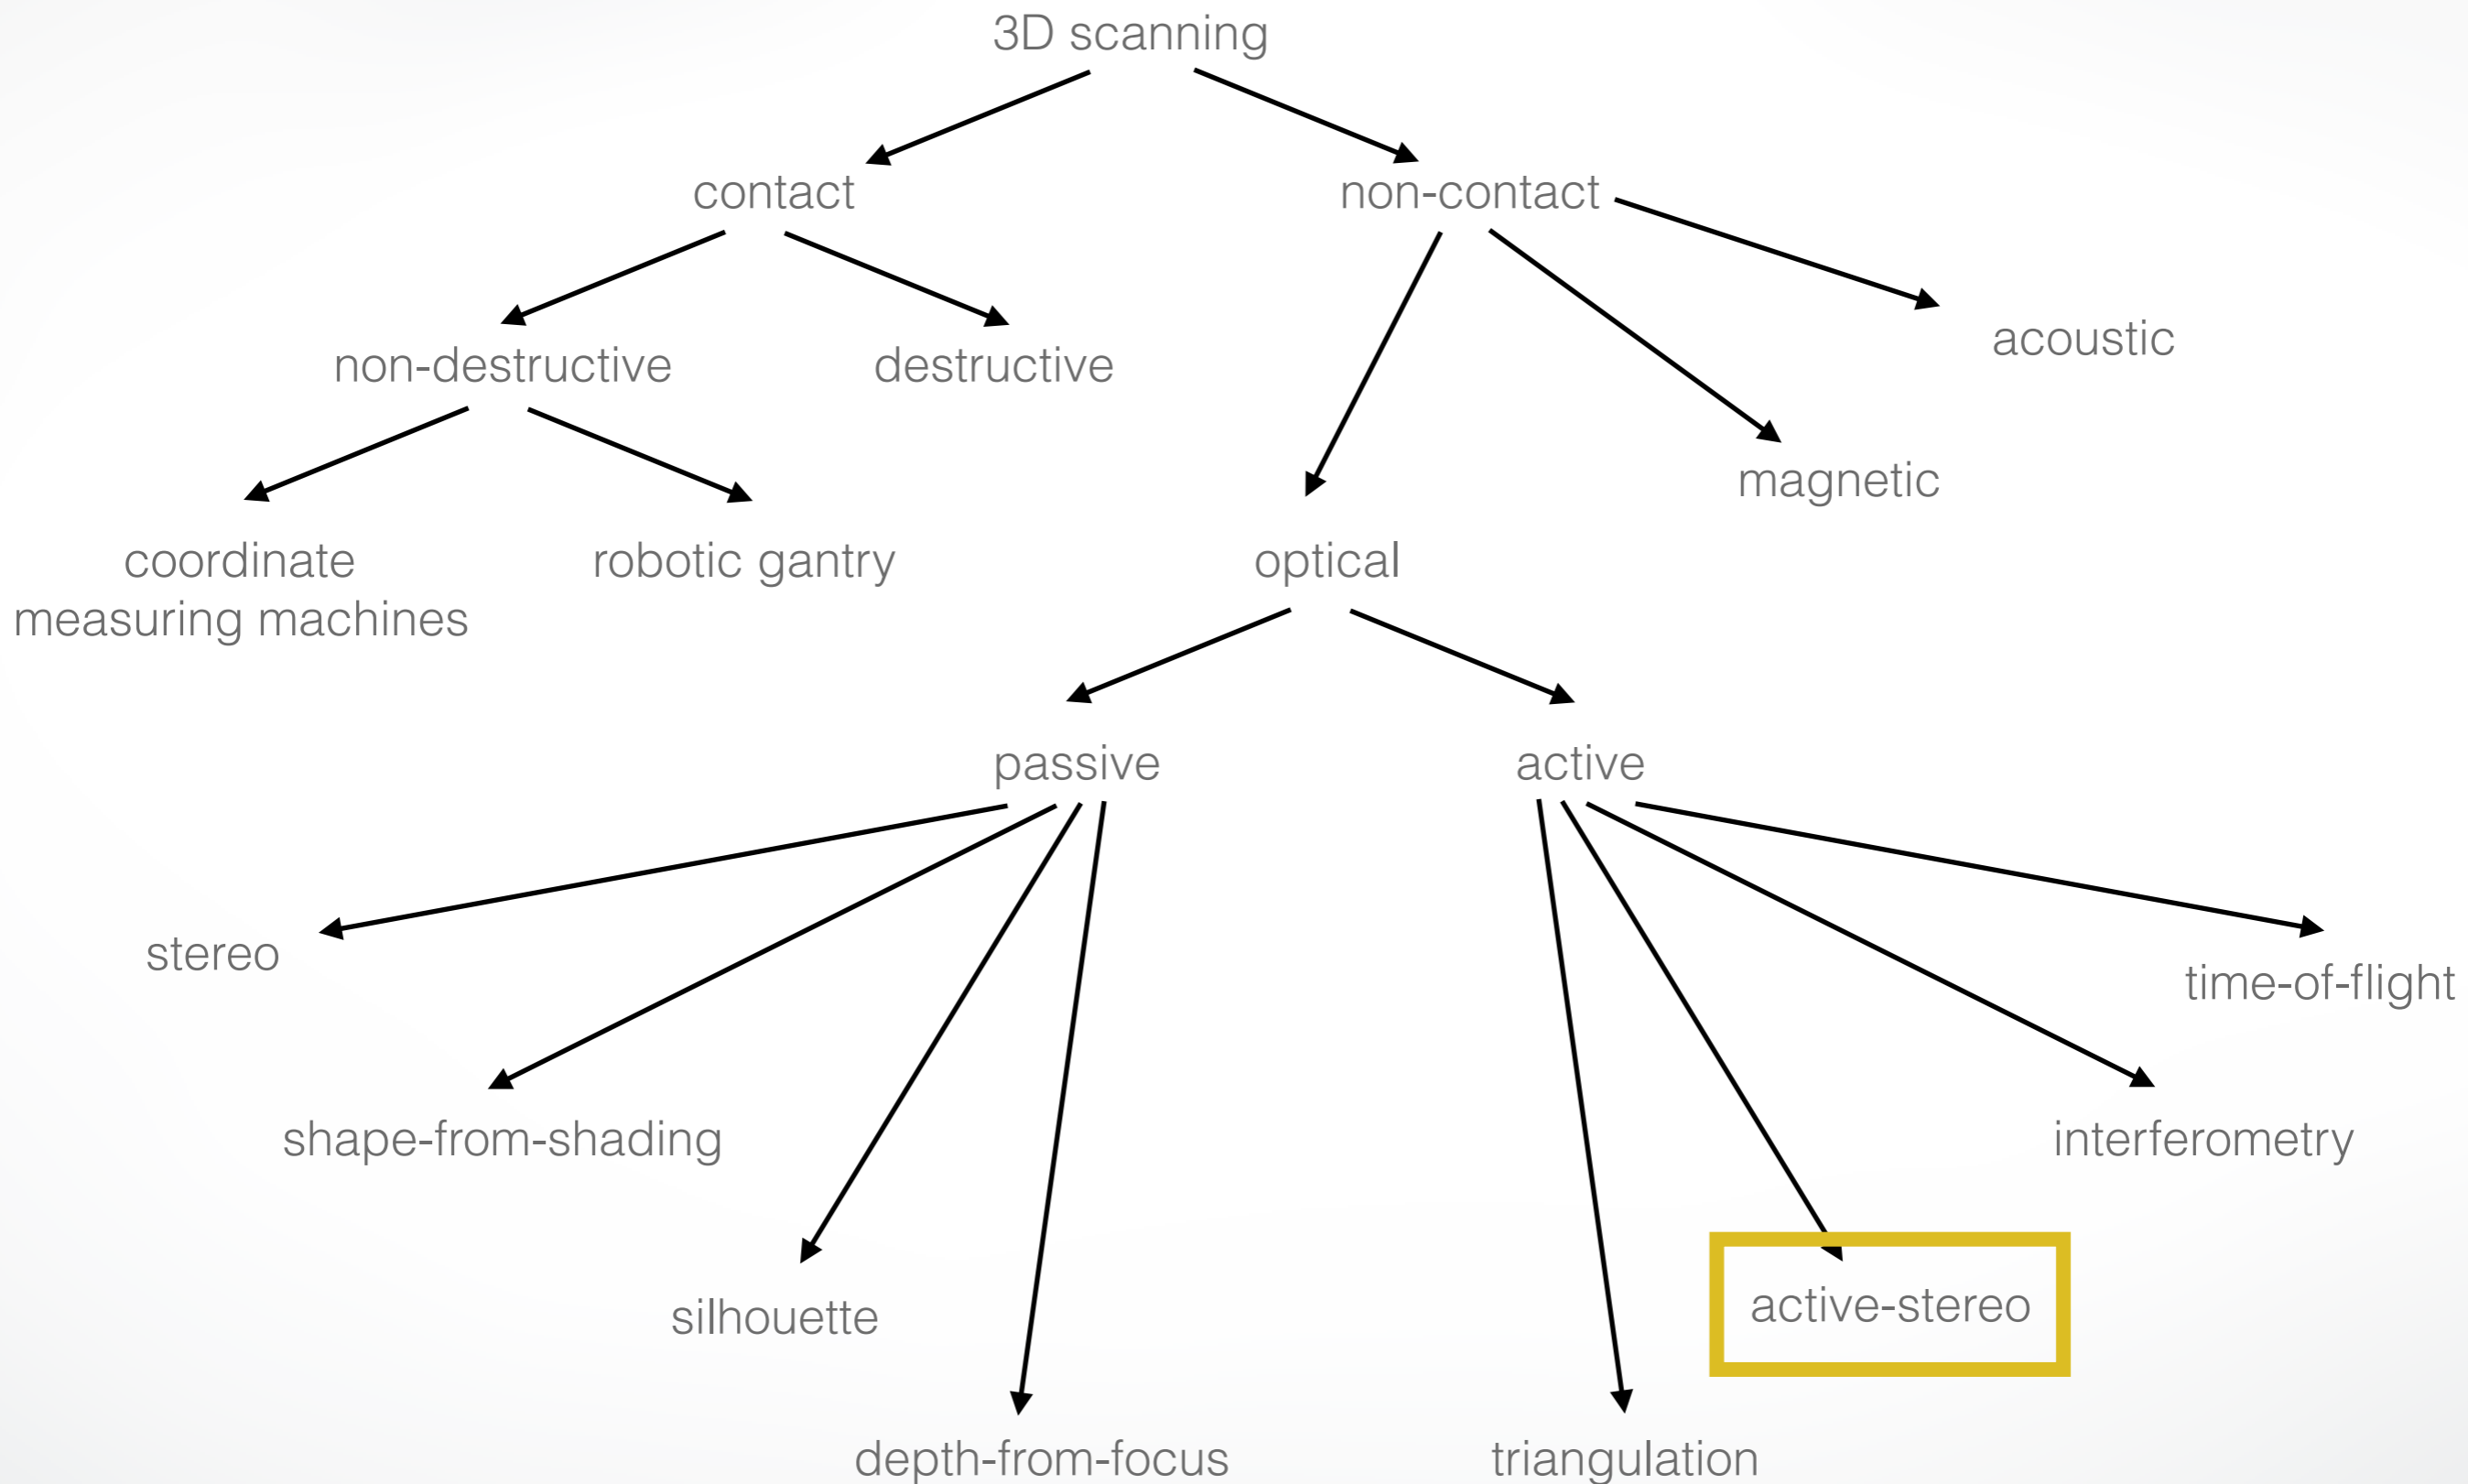 3D scanning
contact
non-contact
non-destructive
destructive
acoustic
magnetic
coordinate
measuring machines
robotic gantry
optical
passive
active
stereo
time-of-flight
shape-from-shading
interferometry
silhouette
active-stereo
depth-from-focus
triangulation